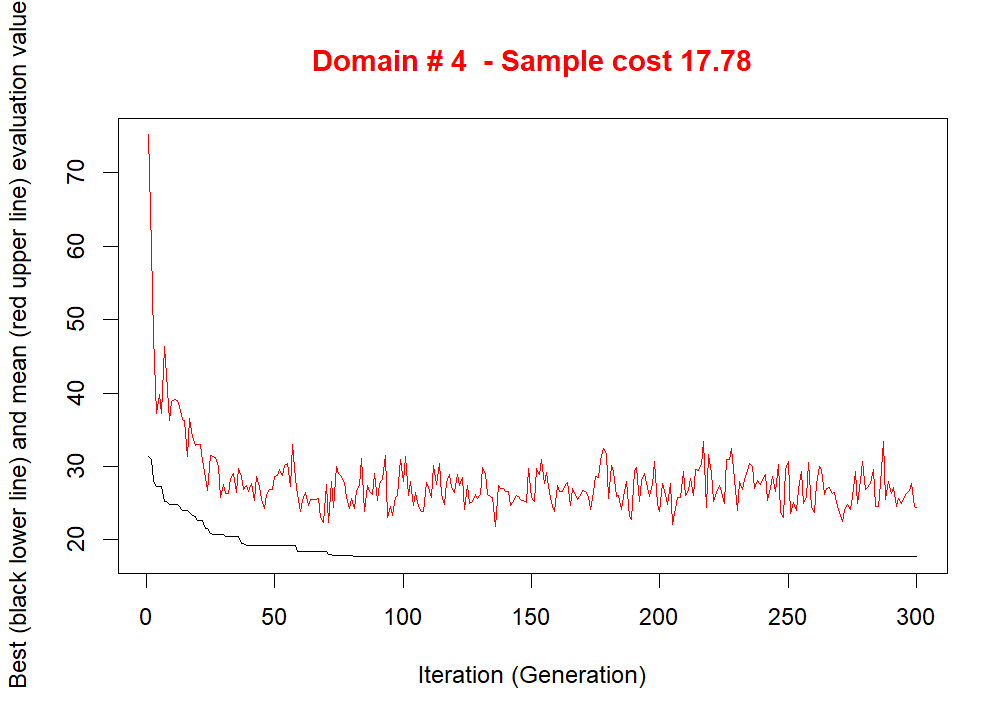 Domain # 4  - Sample cost 17.78
Best (black lower line) and mean (red upper line) evaluation value
70
60
50
40
30
20
0 50 100 150 200 250 300
Iteration (Generation)